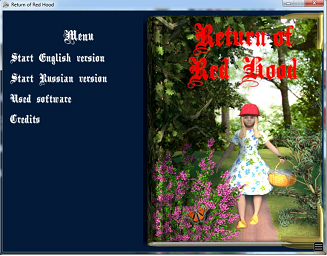 Return of Red Hood
Menu
Start English version
Start Russian version
Used software
Credits
Return of
Red Hood